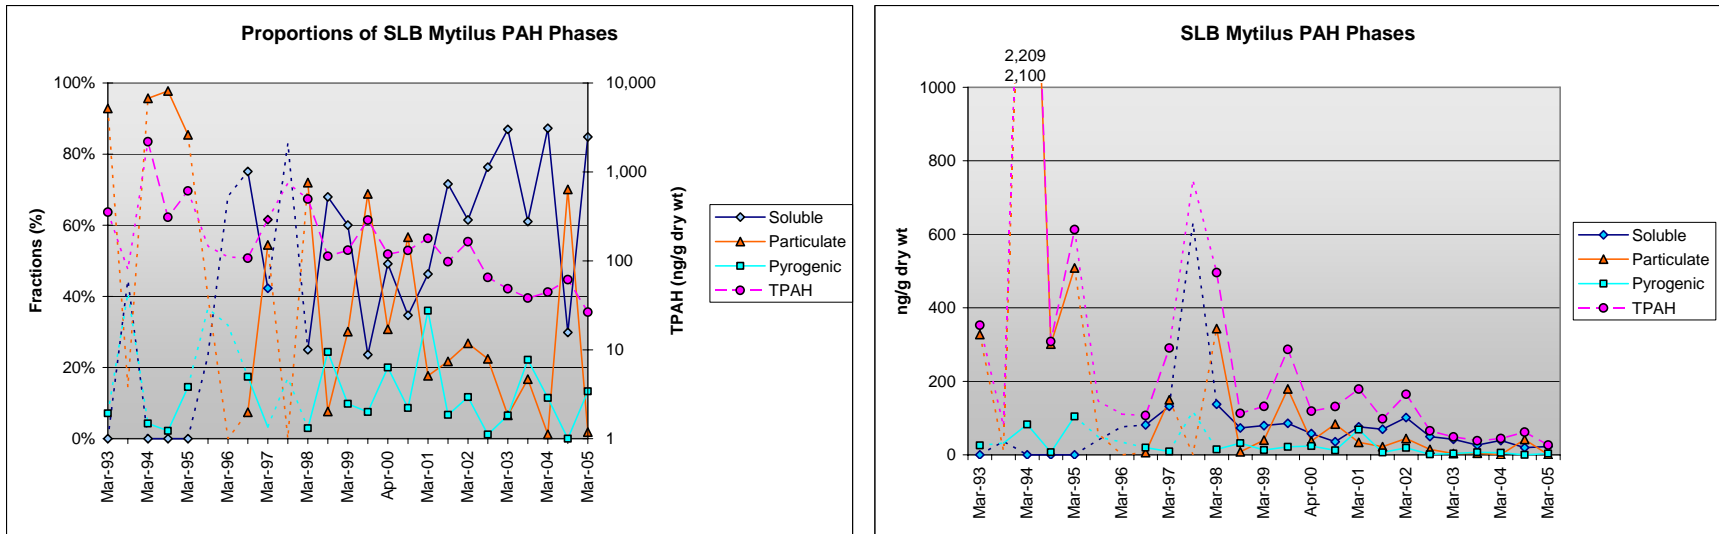 Proportions of SLB Mytilus PAH Phases
100%
80%
60%
40%
20%
0%
Fractions (%)
10,000
1,000
100
10
1
TPAH (ng/g dry wt)
Mar-93
Mar-94
Mar-95
Mar-96
Mar-97
Mar-98
Mar-99
Apr-00
Mar-01
Mar-02
Mar-03
Mar-04
Mar-05
Soluble
Particulate
Pyrogenic
TPAH
SLB Mytilus PAH Phases
2,209
2,100
1000
800
600
400
200
0
ng/g dry wt
Mar-93
Mar-94
Mar-95
Mar-96
Mar-97
Mar-98
Mar-99
Apr-00
Mar-01
Mar-02
Mar-03
Mar-04
Mar-05
Soluble
Particulate
Pyrogenic
TPAH